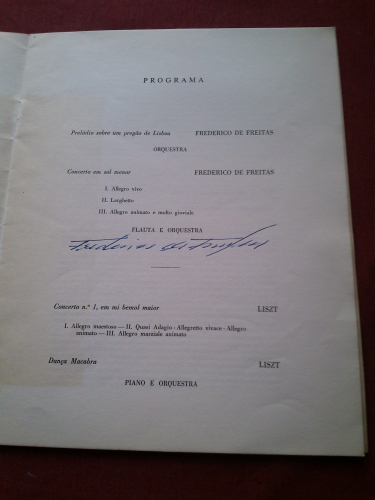 PROGRAMA
Prelúdio sobre um pregão de Lisboa FREDERICO DE FREITAS
ORQUESTRA
Concerto em sol menor FREDERICO DE FREITAS
I. Allegro vivo
II. Larghetto
III. Allegro animato e molto gioviale
FLAUTA E ORQUESTRA
Concerto n.º 1, em mi bemol maior LISZT
I. Allegro maestoso — II. Quasi Adagio - Allegretto vivace - Allegro
animato — III. Allegro marziale animato
Dança Macabra LISZT
PIANO E ORQUESTRA